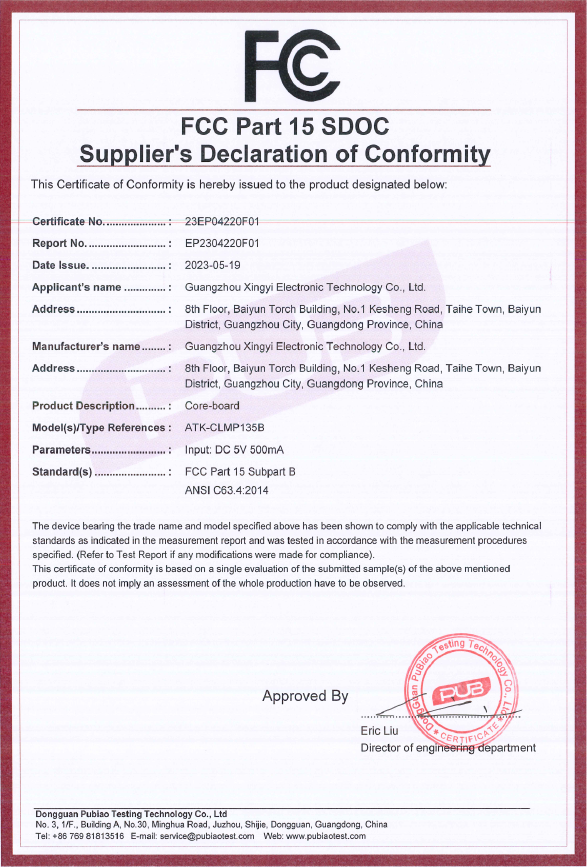 FCC
FCC Part 15 SDOC
Supplier's Declaration of Conformity
This Certificate of Conformity is hereby issued to the product designated below:
Certificate No. .................... : 23EP04220F01
Report No. .......................... : EP2304220F01
Date Issue. ......................... : 2023-05-19
Applicant's name .............. : Guangzhou Xingyi Electronic Technology Co., Ltd.
Address .............................. : 8th Floor, Baiyun Torch Building, No.1 Kesheng Road, Taihe Town, Baiyun
District, Guangzhou City, Guangdong Province, China
Manufacturer's name ........ : Guangzhou Xingyi Electronic Technology Co., Ltd.
Address .............................. : 8th Floor, Baiyun Torch Building, No.1 Kesheng Road, Taihe Town, Baiyun
District, Guangzhou City, Guangdong Province, China
Product Description .......... : Core-board
Model(s)/Type References : ATK-CLMP135B
Parameters ......................... : Input: DC 5V 500mA
Standard(s) ........................ : FCC Part 15 Subpart B
ANSI C63.4:2014
The device bearing the trade name and model specified above has been shown to comply with the applicable technical
standards as indicated in the measurement report and was tested in accordance with the measurement procedures
specified. (Refer to Test Report if any modifications were made for compliance).
This certificate of conformity is based on a single evaluation of the submitted sample(s) of the above mentioned
product. It does not imply an assessment of the whole production have to be observed.
DongGuan PuBiao Testing Technology Co., Ltd
PUB
★ CERTIFICATE ★
Approved By
Eric Liu
Director of engineering department
Dongguan Pubiao Testing Technology Co., Ltd
No. 3, 1/F., Building A, No.30, Minghua Road, Juzhou, Shijie, Dongguan, Guangdong, China
Tel: +86 769 81813516 E-mail: service@pubiaotest.com Web: www.pubiaotest.com